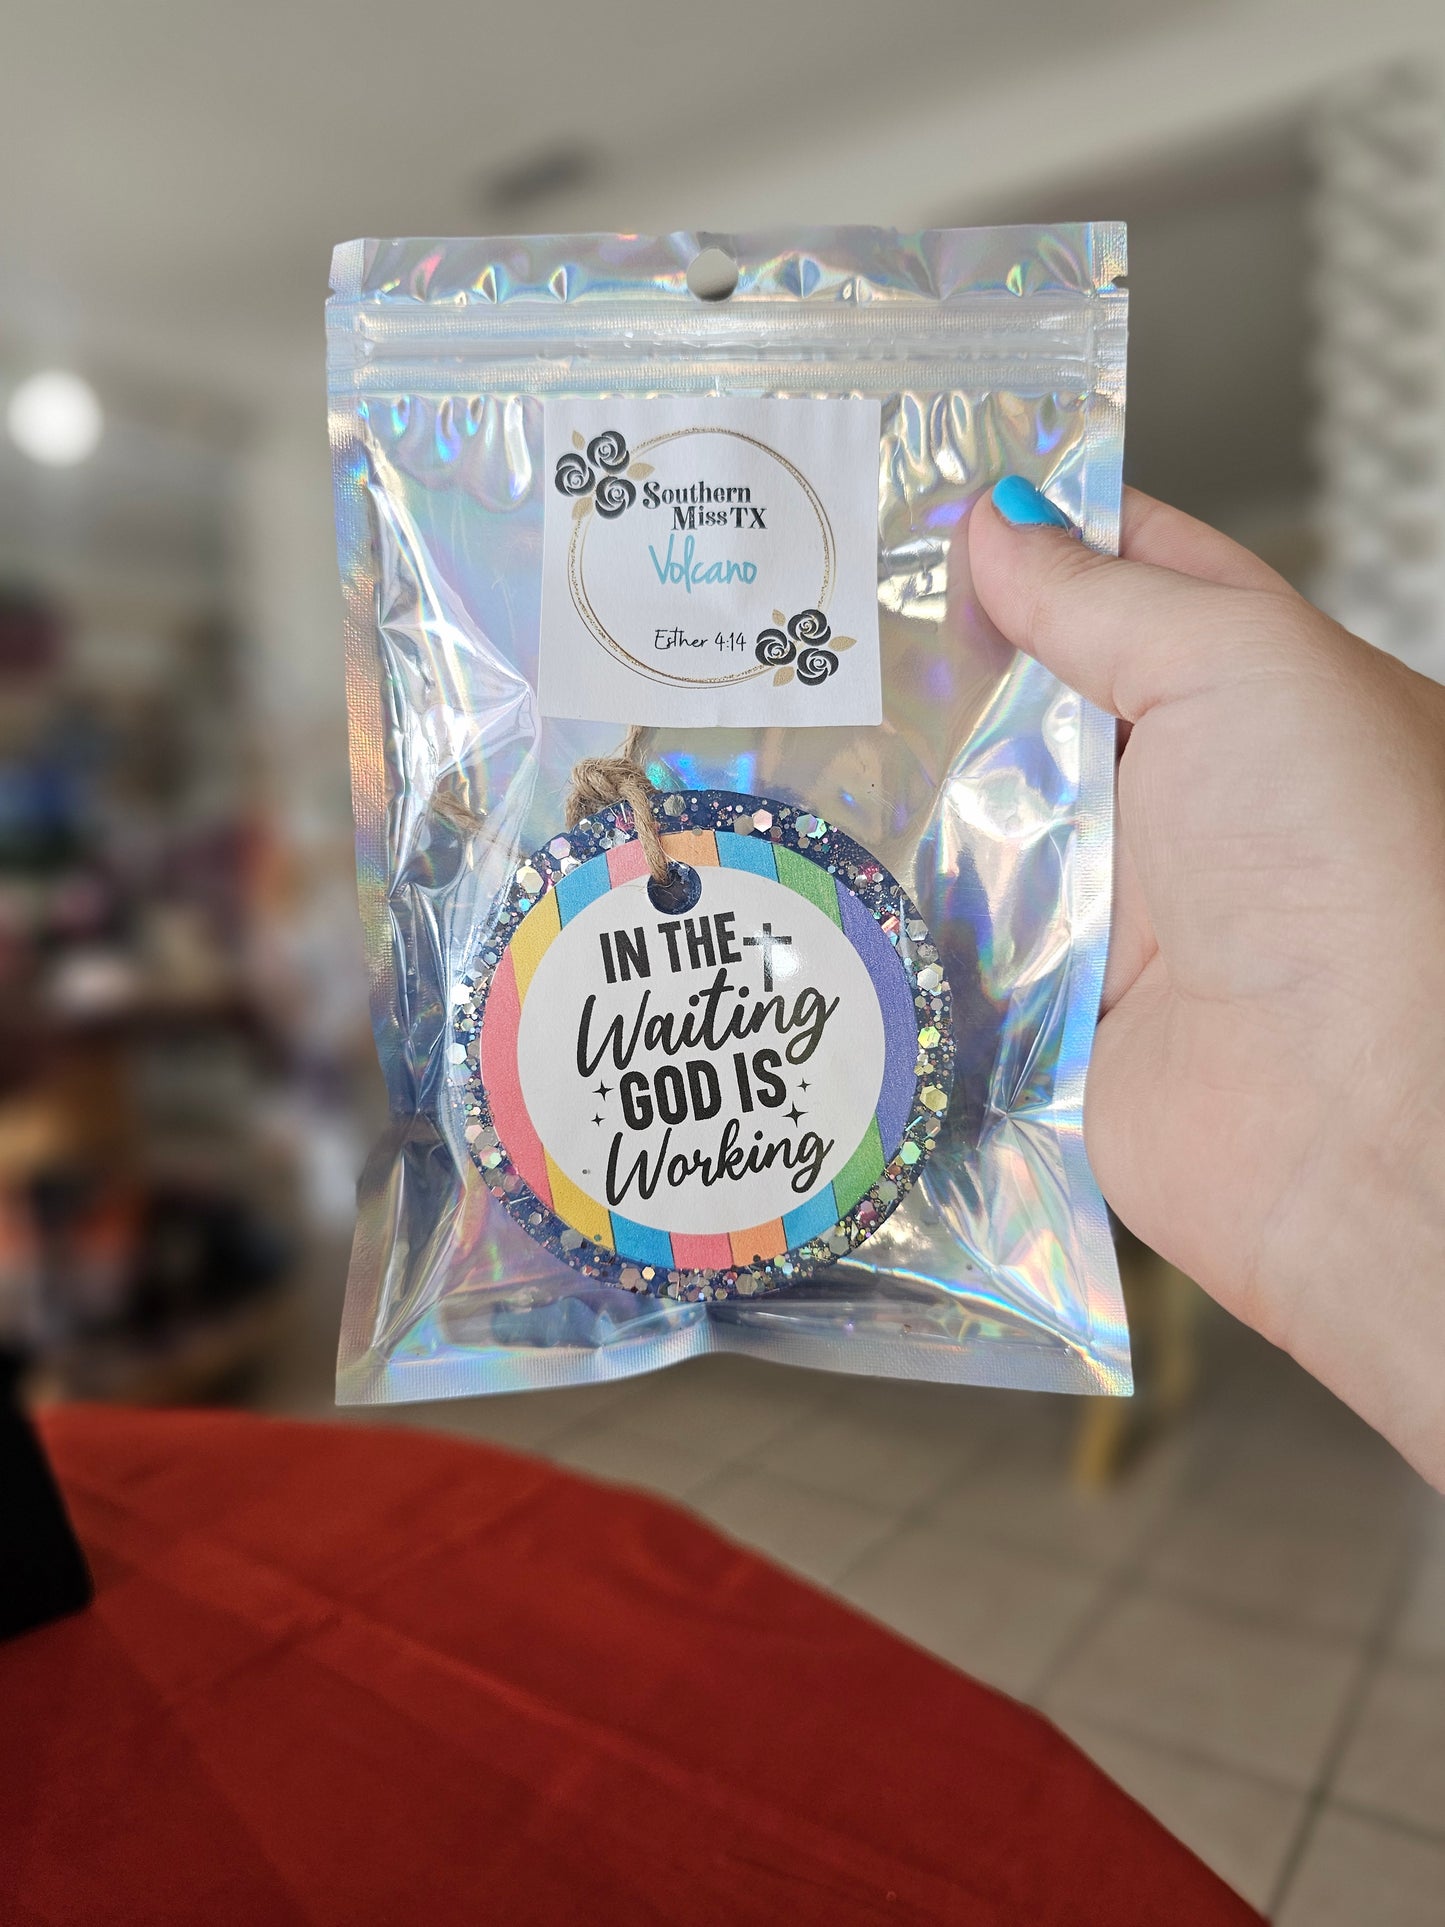 Southern
Miss TX
Volcano
Esther 4:14
IN THE
Waiting
GOD IS
Working